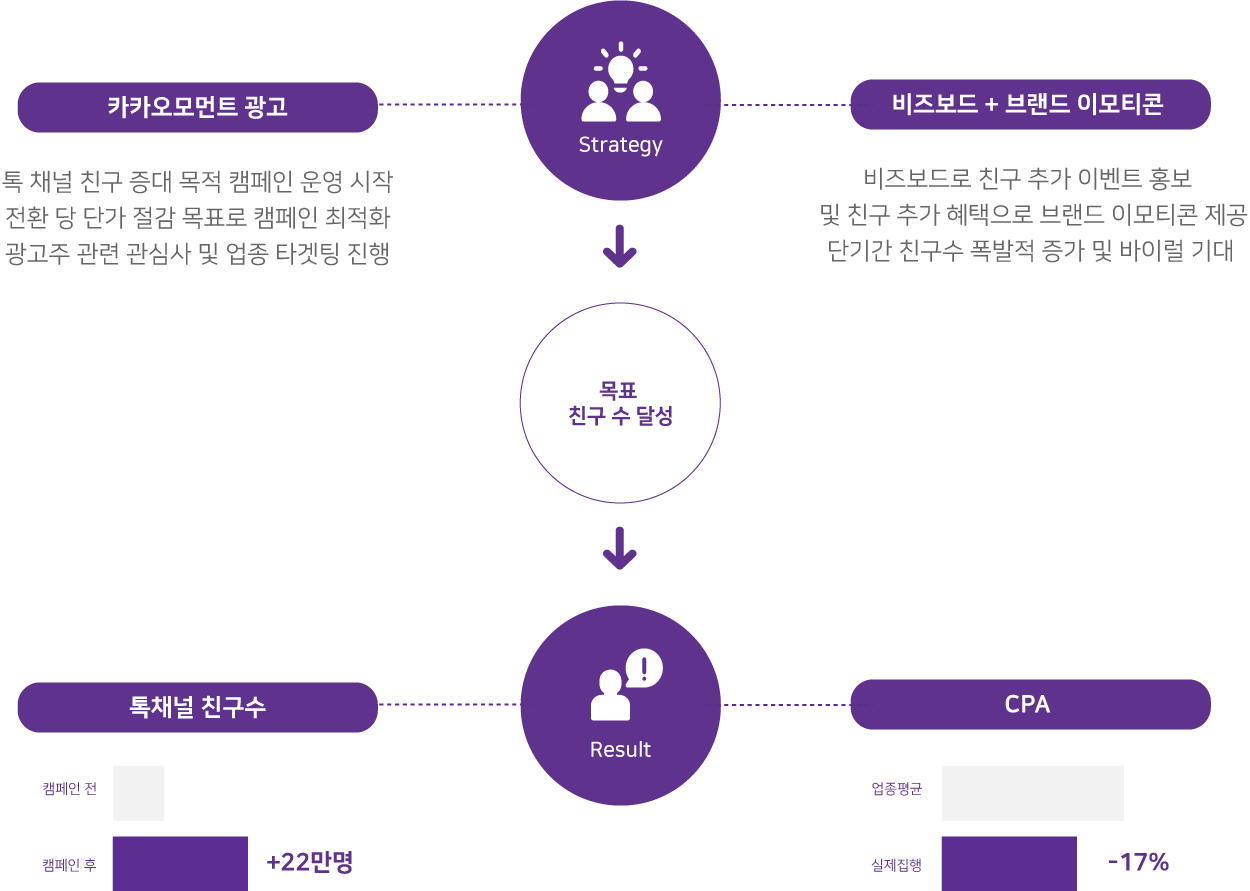 Strategy
카카오모먼트 광고
톡 채널 친구 증대 목적 캠페인 운영 시작
전환 당 단가 절감 목표로 캠페인 최적화
광고주 관련 관심사 및 업종 타겟팅 진행
비즈보드 + 브랜드 이모티콘
비즈보드로 친구 추가 이벤트 홍보
및 친구 추가 혜택으로 브랜드 이모티콘 제공
단기간 친구수 폭발적 증가 및 바이럴 기대
목표
친구 수 달성
Result
톡채널 친구수
캠페인 전
캠페인 후
+22만명
CPA
업종평균
실제집행
-17%